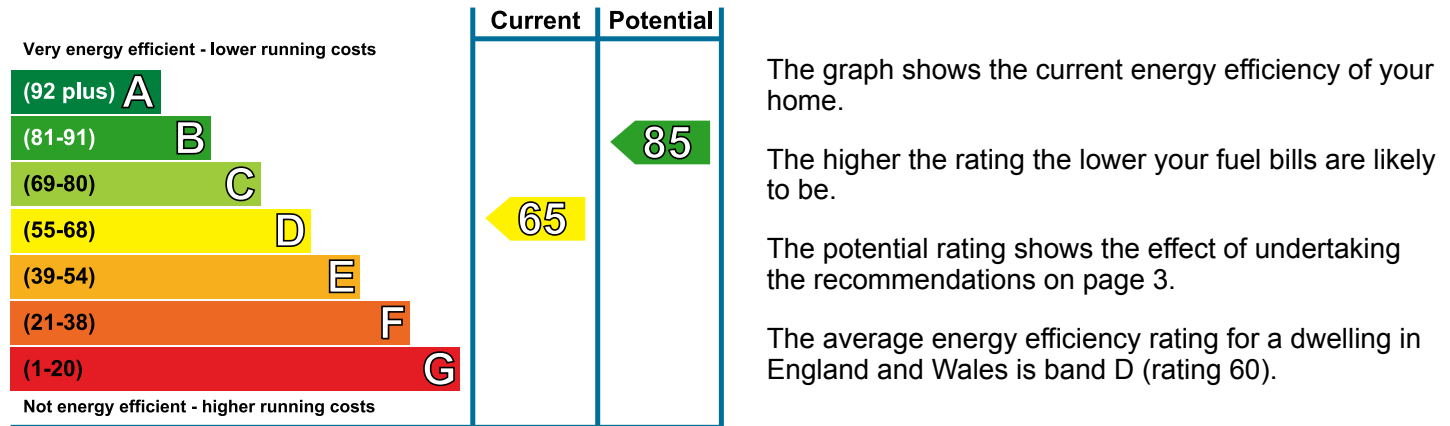 Current Potential
Very energy efficient - lower running costs
(92 plus) A
(81-91) B
85
(69-80) C
(55-68) D
65
(39-54) E
(21-38) F
(1-20) G
Not energy efficient - higher running costs
The graph shows the current energy efficiency of your
home.
The higher the rating the lower your fuel bills are likely
to be.
The potential rating shows the effect of undertaking
the recommendations on page 3.
The average energy efficiency rating for a dwelling in
England and Wales is band D (rating 60).